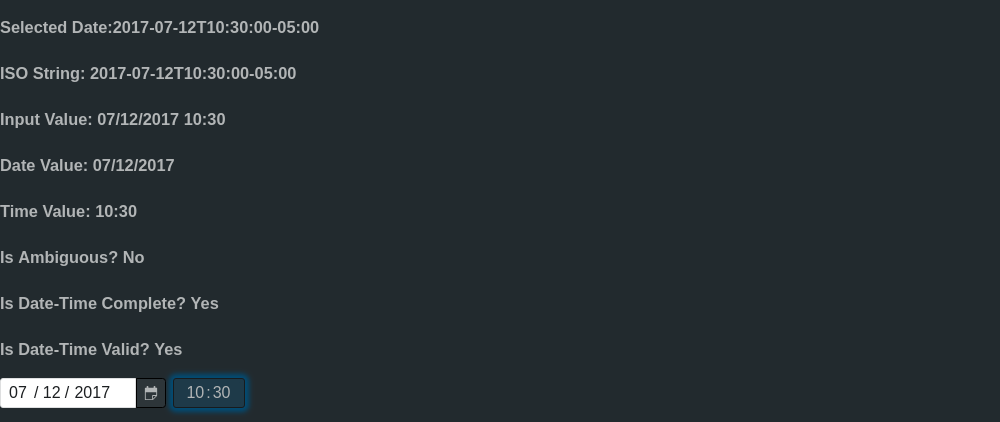 Selected Date:2017-07-12T10:30:00-05:00
ISO String: 2017-07-12T10:30:00-05:00
Input Value: 07/12/2017 10:30
Date Value: 07/12/2017
Time Value: 10:30
Is Ambiguous? No
Is Date-Time Complete? Yes
Is Date-Time Valid? Yes
07 / 12 / 2017 10:30